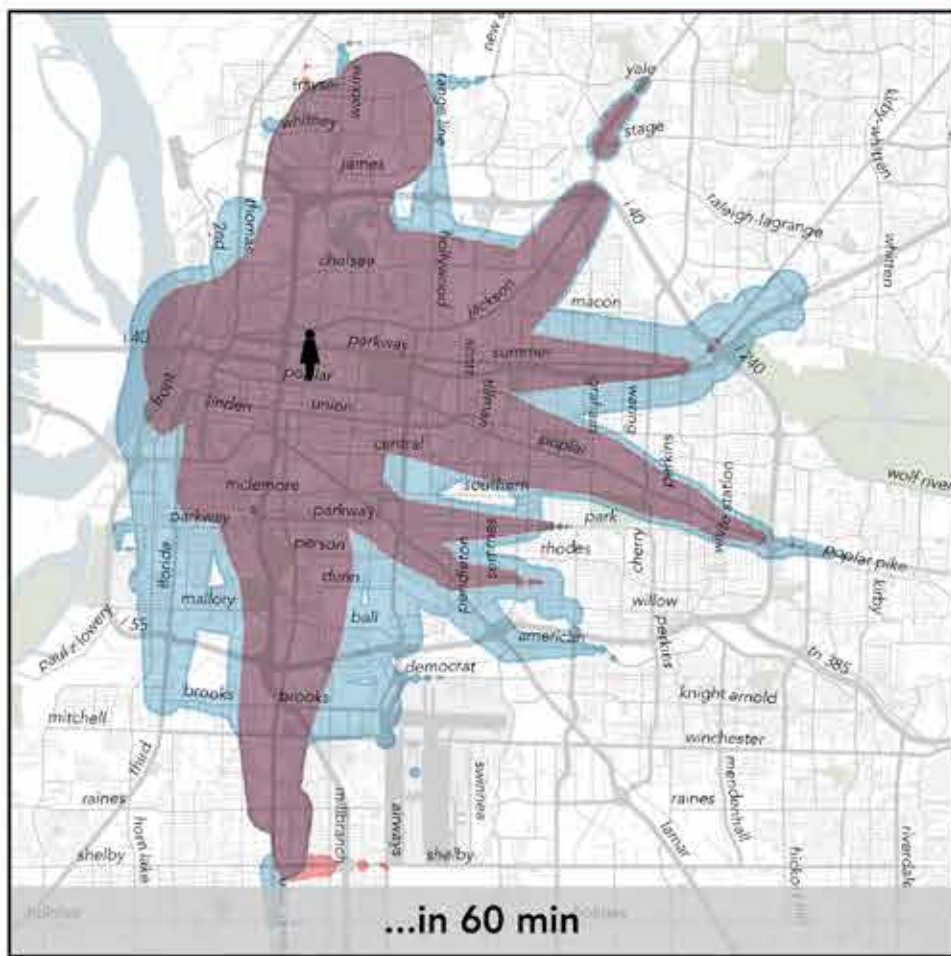 new a
yale
frayser
range line
kirby-whitten
whitney
stage
james
i 40
raleigh-lagrange
2nd
thomas
whitten
hollywood
chelsea
jackson
macon
i 40
parkway
summer
i 240
poplar
front
tillman
graham
waring
linden
union
poplar
central
perkins
mclemore
southern
white station
wolf river
parkway
parkway
park
person
rhodes
cherry
poplar pike
florida
dunn
pendleton
semmes
kirby
mallory
ball
willow
paul r lowery
i 55
american
perkins
democrat
tn 385
brooks
brooks
knight arnold
mitchell
winchester
third
swinnea
mendenhall
raines
millbranch
raines
horn lake
airways
lamar
shelby
shelby
riverdale
holmes
holmes
...in 60 min